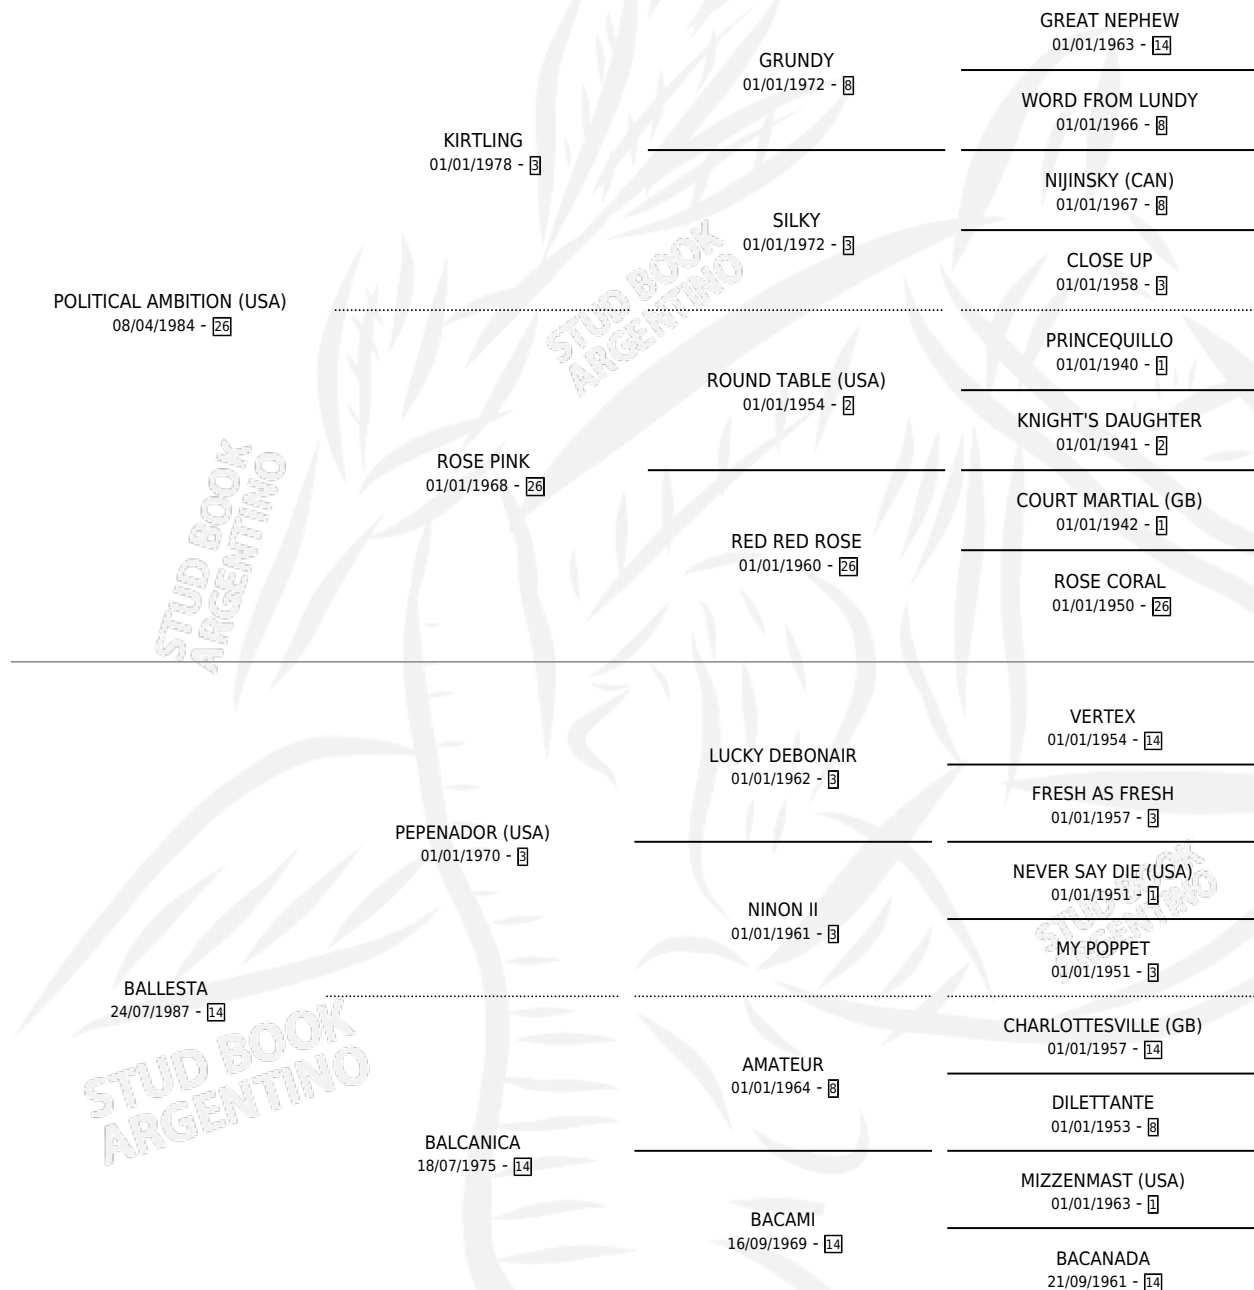 GREAT NEPHEW
01/01/1963 - 14
GRUNDY
01/01/1972 - 8
WORD FROM LUNDY
01/01/1966 - 8
KIRTLING
01/01/1978 - 3
NIJINSKY (CAN)
01/01/1967 - 8
SILKY
01/01/1972 - 3
CLOSE UP
01/01/1958 - 3
POLITICAL AMBITION (USA)
08/04/1984 - 26
PRINCEQUILLO
01/01/1940 - 1
ROUND TABLE (USA)
01/01/1954 - 2
KNIGHT'S DAUGHTER
01/01/1941 - 2
ROSE PINK
01/01/1968 - 26
COURT MARTIAL (GB)
01/01/1942 - 1
RED RED ROSE
01/01/1960 - 26
ROSE CORAL
01/01/1950 - 26
VERTEX
01/01/1954 - 14
LUCKY DEBONAIR
01/01/1962 - 3
FRESH AS FRESH
01/01/1957 - 3
PEPENADOR (USA)
01/01/1970 - 3
NEVER SAY DIE (USA)
01/01/1951 - 1
NINON II
01/01/1961 - 3
MY POPPET
01/01/1951 - 3
BALLESTA
24/07/1987 - 14
CHARLOTTESVILLE (GB)
01/01/1957 - 14
AMATEUR
01/01/1964 - 8
DILETTANTE
01/01/1953 - 8
BALCANICA
18/07/1975 - 14
MIZZENMAST (USA)
01/01/1963 - 1
BACAMI
16/09/1969 - 14
BACANADA
21/09/1961 - 14
STUD BOOK
ARGENTINO
STUD BOOK
ARGENTINO
STUD BOOK
ARGENTINO
STUD BOOK
ARGENTINO